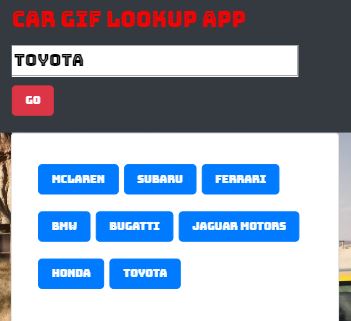 CAR GIF LOOKUP APP
TOYOTA
GO
MCLAREN SUBARU FERRARI
BMW BUGATTI JAGUAR MOTORS
HONDA TOYOTA